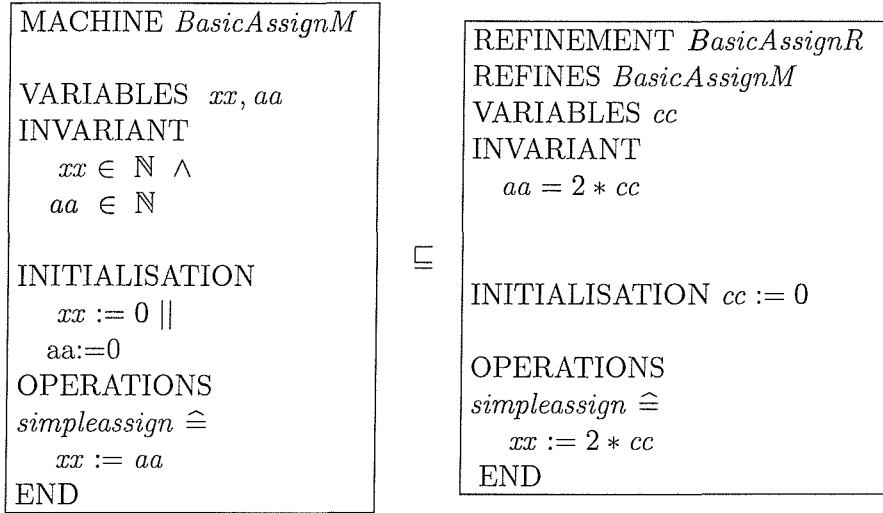 MACHINE BasicAssignM
VARIABLES xx, aa
INVARIANT
xx ∈ ℕ ∧
aa ∈ ℕ
INITIALISATION
xx := 0 ||
aa:=0
OPERATIONS
simpleassign ≙
xx := aa
END
⊑
REFINEMENT BasicAssignR
REFINES BasicAssignM
VARIABLES cc
INVARIANT
aa = 2 * cc
INITIALISATION cc := 0
OPERATIONS
simpleassign ≙
xx := 2 * cc
END